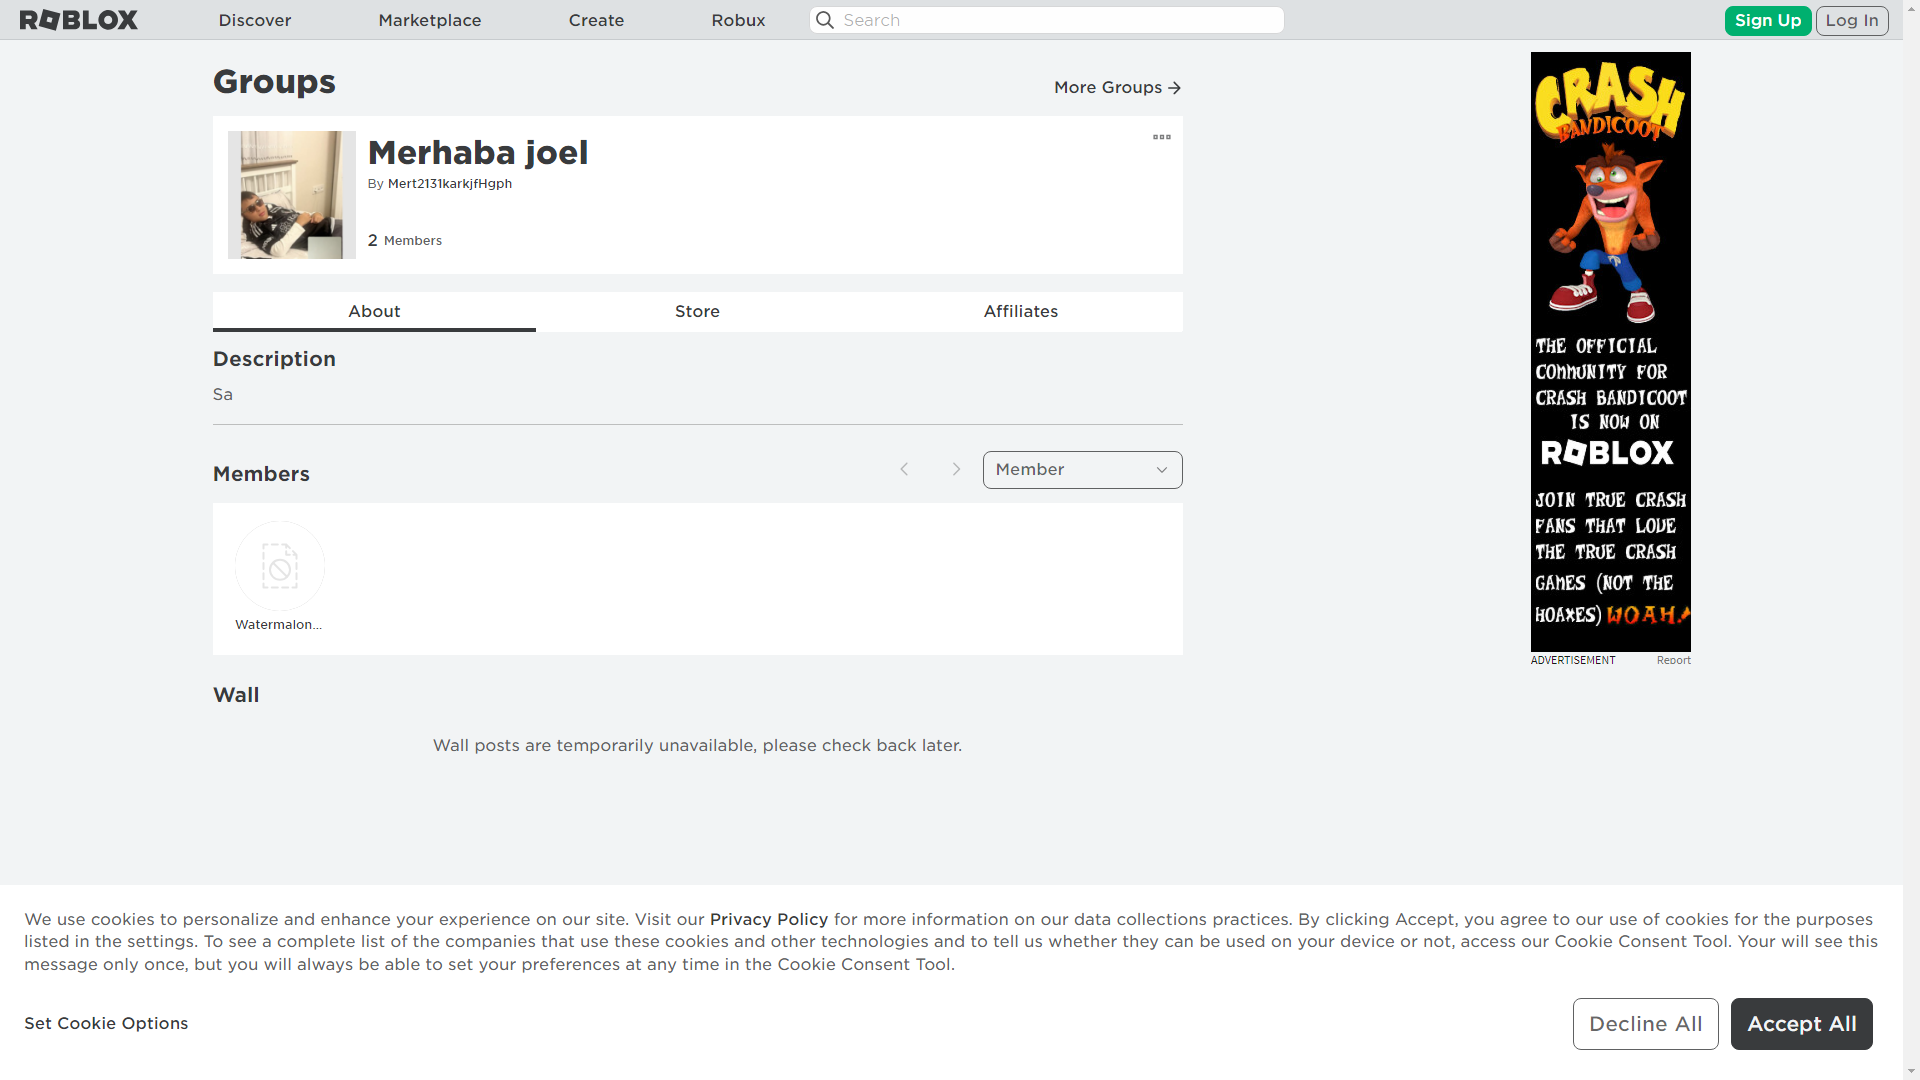 ROBLOX
Discover
Marketplace
Create
Robux
Search
Sign Up
Log In
Groups
More Groups
Merhaba joel
By Mert2131karkjfHgph
2 Members
About
Store
Affiliates
Description
Sa
Members
Member
Watermalon...
Wall
Wall posts are temporarily unavailable, please check back later.
CRASH
BANDICOOT
THE OFFICIAL
COMMUNITY FOR
CRASH BANDICOOT
IS NOW ON
ROBLOX
JOIN TRUE CRASH
FANS THAT LOVE
THE TRUE CRASH
GAMES (NOT THE
HOAXES) WOAH!
ADVERTISEMENT
Report
We use cookies to personalize and enhance your experience on our site. Visit our Privacy Policy for more information on our data collections practices. By clicking Accept, you agree to our use of cookies for the purposes
listed in the settings. To see a complete list of the companies that use these cookies and other technologies and to tell us whether they can be used on your device or not, access our Cookie Consent Tool. Your will see this
message only once, but you will always be able to set your preferences at any time in the Cookie Consent Tool.
Set Cookie Options
Decline All
Accept All